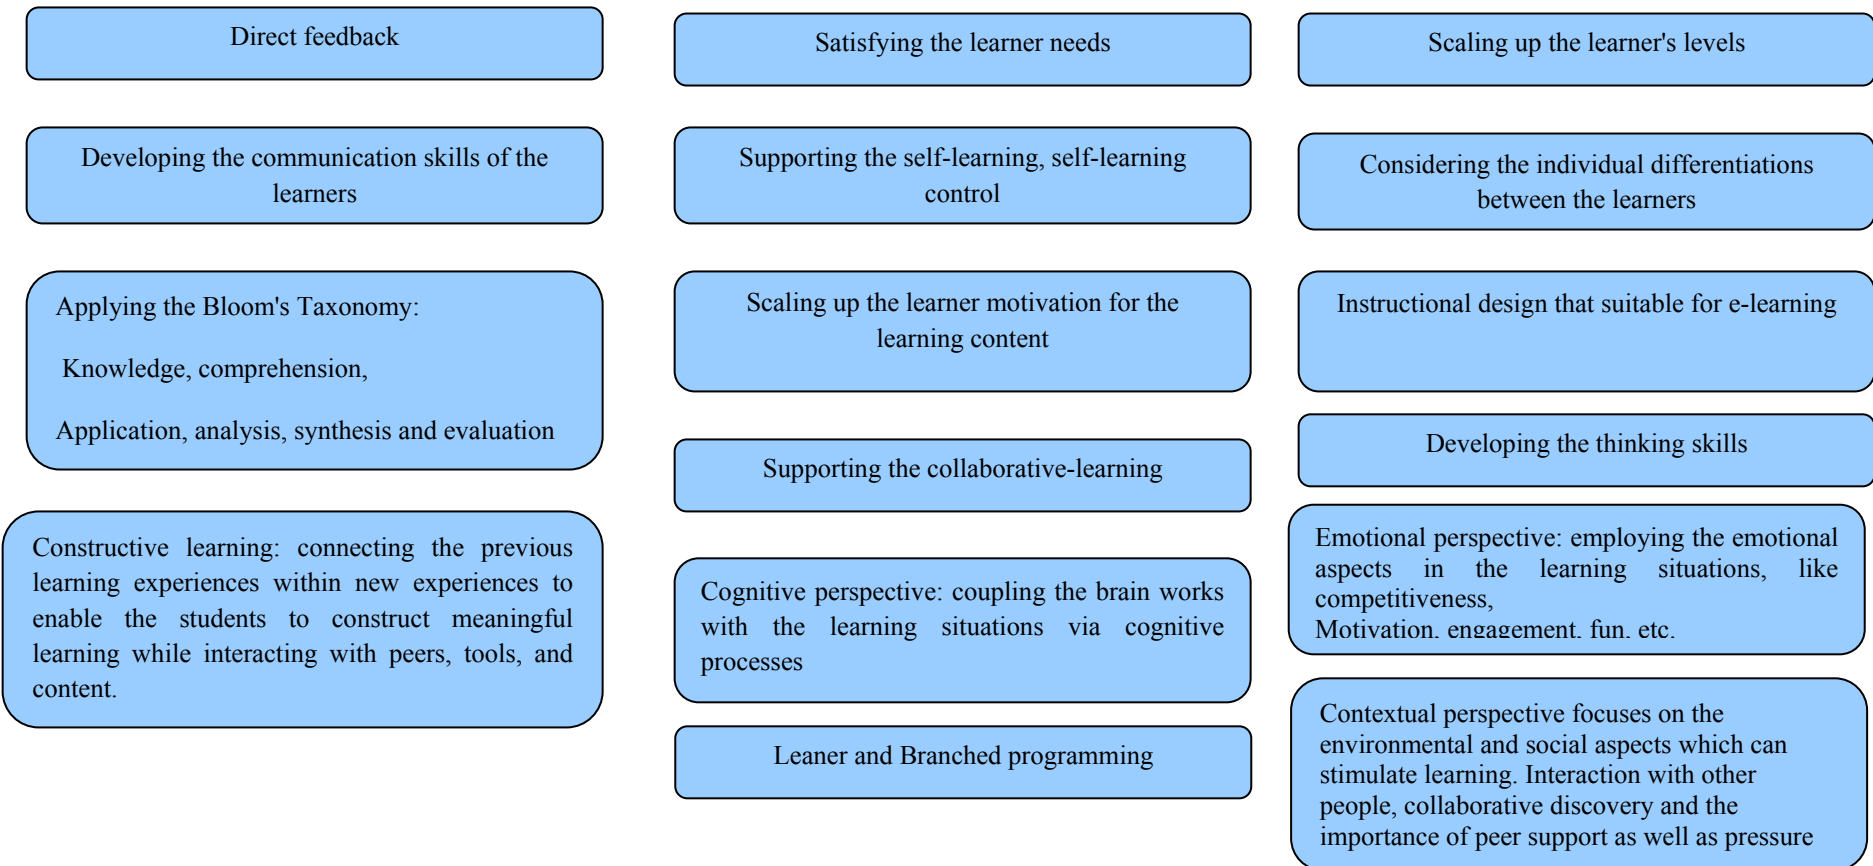 Direct feedback
Developing the communication skills of the
learners
Applying the Bloom's Taxonomy:
Knowledge, comprehension,
Application, analysis, synthesis and evaluation
Constructive learning: connecting the previous
learning experiences within new experiences to
enable the students to construct meaningful
learning while interacting with peers, tools, and
content.
Satisfying the learner needs
Supporting the self-learning, self-learning
control
Scaling up the learner motivation for the
learning content
Supporting the collaborative-learning
Cognitive perspective: coupling the brain works
with the learning situations via cognitive
processes
Leaner and Branched programming
Scaling up the learner's levels
Considering the individual differentiations
between the learners
Instructional design that suitable for e-learning
Developing the thinking skills
Emotional perspective: employing the emotional
aspects in the learning situations, like
competitiveness,
Motivation, engagement, fun, etc.
Contextual perspective focuses on the
environmental and social aspects which can
stimulate learning. Interaction with other
people, collaborative discovery and the
importance of peer support as well as pressure